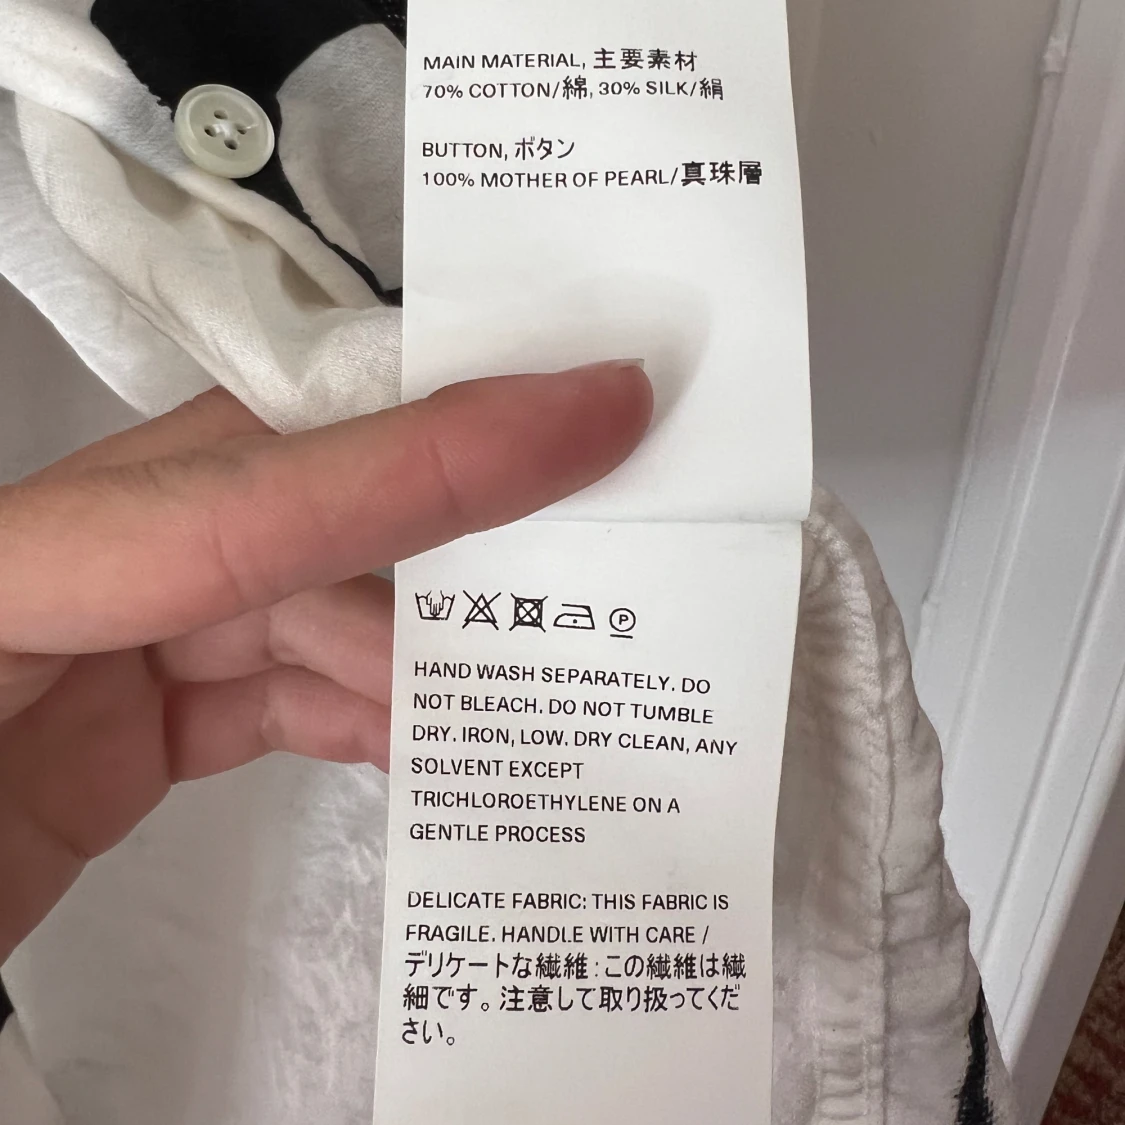 MAIN MATERIAL, 主要素材
70% COTTON/綿, 30% SILK/絹
BUTTON, ボタン
100% MOTHER OF PEARL/真珠層
P
HAND WASH SEPARATELY. DO
NOT BLEACH. DO NOT TUMBLE
DRY. IRON, LOW. DRY CLEAN, ANY
SOLVENT EXCEPT
TRICHLOROETHYLENE ON A
GENTLE PROCESS
DELICATE FABRIC: THIS FABRIC IS
FRAGILE. HANDLE WITH CARE /
デリケートな繊維：この繊維は繊
細です。注意して取り扱ってくだ
さい。